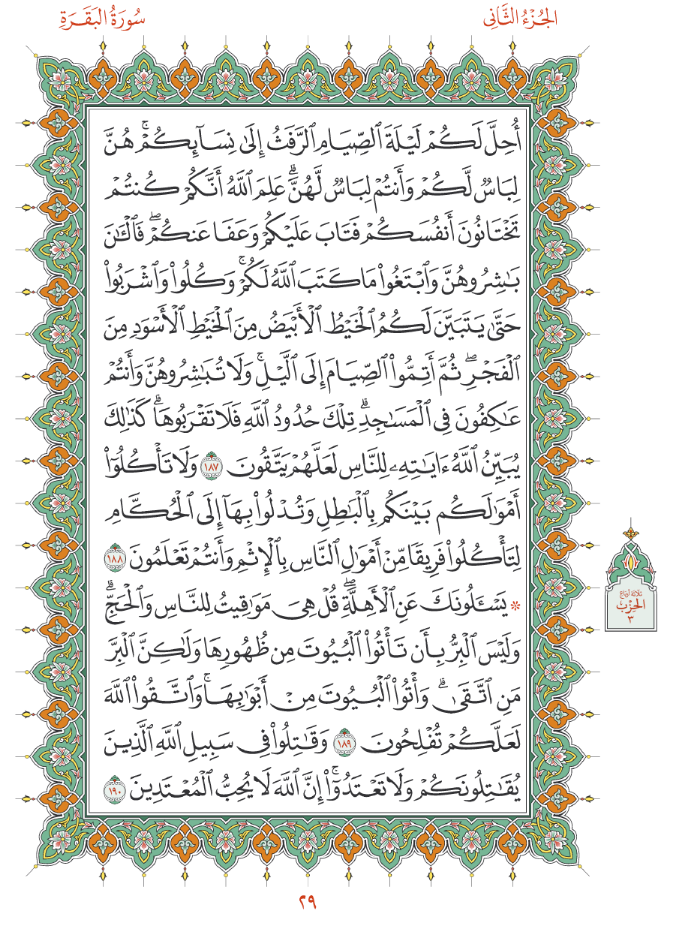 الجُزْءُ الثَّانِي
سُورَةُ البَقَرَةِ
أُحِلَّ لَكُمۡ لَيۡلَةَ ٱلصِّيَامِ ٱلرَّفَثُ إِلَىٰ نِسَآئِكُمۡۚ هُنَّ
لِبَاسٞ لَّكُمۡ وَأَنتُمۡ لِبَاسٞ لَّهُنَّۗ عَلِمَ ٱللَّهُ أَنَّكُمۡ كُنتُمۡ
تَخۡتَانُونَ أَنفُسَكُمۡ فَتَابَ عَلَيۡكُمۡ وَعَفَا عَنكُمۡۖ فَٱلۡـَٰٔنَ
بَٰشِرُوهُنَّ وَٱبۡتَغُواْ مَا كَتَبَ ٱللَّهُ لَكُمۡۚ وَكُلُواْ وَٱشۡرَبُواْ
حَتَّىٰ يَتَبَيَّنَ لَكُمُ ٱلۡخَيۡطُ ٱلۡأَبۡيَضُ مِنَ ٱلۡخَيۡطِ ٱلۡأَسۡوَدِ مِنَ
ٱلۡفَجۡرِۖ ثُمَّ أَتِمُّواْ ٱلصِّيَامَ إِلَى ٱلَّيۡلِۚ وَلَا تُبَٰشِرُوهُنَّ وَأَنتُمۡ
عَٰكِفُونَ فِي ٱلۡمَسَٰجِدِۗ تِلۡكَ حُدُودُ ٱللَّهِ فَلَا تَقۡرَبُوهَاۗ كَذَٰلِكَ
يُبَيِّنُ ٱللَّهُ ءَايَٰتِهِۦ لِلنَّاسِ لَعَلَّهُمۡ يَتَّقُونَ ١٨٧ وَلَا تَأۡكُلُوٓاْ
أَمۡوَٰلَكُم بَيۡنَكُم بِٱلۡبَٰطِلِ وَتُدۡلُواْ بِهَآ إِلَى ٱلۡحُكَّامِ
لِتَأۡكُلُواْ فَرِيقٗا مِّنۡ أَمۡوَٰلِ ٱلنَّاسِ بِٱلۡإِثۡمِ وَأَنتُمۡ تَعۡلَمُونَ ١٨٨
۞ يَسۡـَٔلُونَكَ عَنِ ٱلۡأَهِلَّةِۖ قُلۡ هِيَ مَوَٰقِيتُ لِلنَّاسِ وَٱلۡحَجِّۗ
وَلَيۡسَ ٱلۡبِرُّ بِأَن تَأۡتُواْ ٱلۡبُيُوتَ مِن ظُهُورِهَا وَلَٰكِنَّ ٱلۡبِرَّ
مَنِ ٱتَّقَىٰۗ وَأۡتُواْ ٱلۡبُيُوتَ مِنۡ أَبۡوَٰبِهَاۚ وَٱتَّقُواْ ٱللَّهَ
لَعَلَّكُمۡ تُفۡلِحُونَ ١٨٩ وَقَٰتِلُواْ فِي سَبِيلِ ٱللَّهِ ٱلَّذِينَ
يُقَٰتِلُونَكُمۡ وَلَا تَعۡتَدُوٓاْۚ إِنَّ ٱللَّهَ لَا يُحِبُّ ٱلۡمُعۡتَدِينَ ١٩٠
ثلاثة أرباع
الحِزْب
٣
٢٩